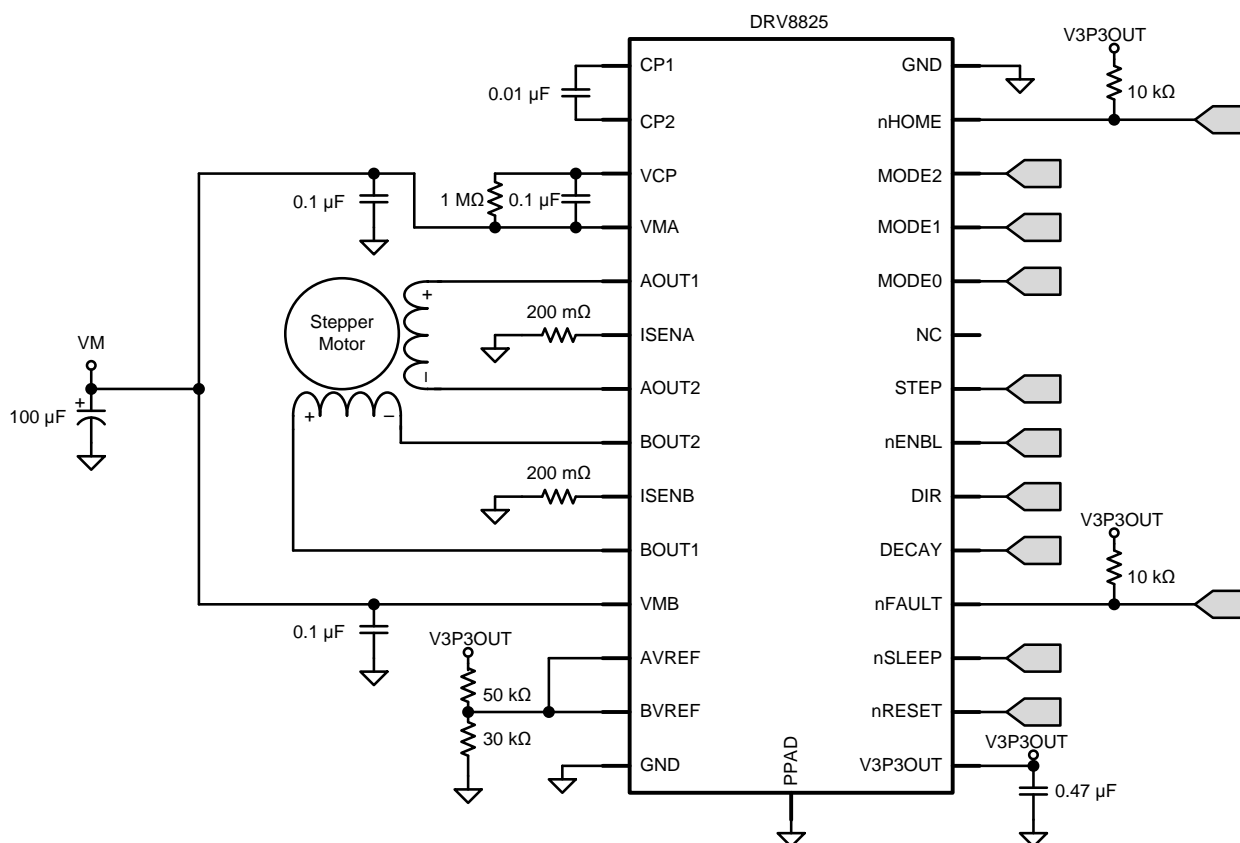 DRV8825
CP1
CP2
VCP
VMA
AOUT1
ISENA
AOUT2
BOUT2
ISENB
BOUT1
VMB
AVREF
BVREF
GND
PPAD
GND
nHOME
MODE2
MODE1
MODE0
NC
STEP
nENBL
DIR
DECAY
nFAULT
nSLEEP
nRESET
V3P3OUT
0.01 µF
0.1 µF
1 MΩ
0.1 µF
Stepper
Motor
+
–
+
–
200 mΩ
200 mΩ
VM
+
100 µF
0.1 µF
V3P3OUT
50 kΩ
30 kΩ
V3P3OUT
10 kΩ
V3P3OUT
10 kΩ
V3P3OUT
0.47 µF